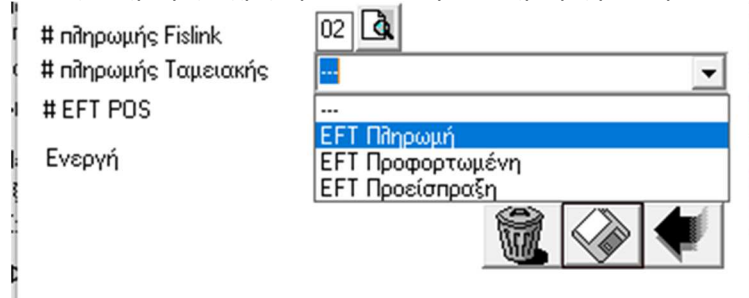 # πληρωμής Fislink 02
# πληρωμής Ταμειακής ---
# EFT POS ---
EFT Πληρωμή
Ενεργή
EFT Προφορτωμένη
EFT Προείσπραξη